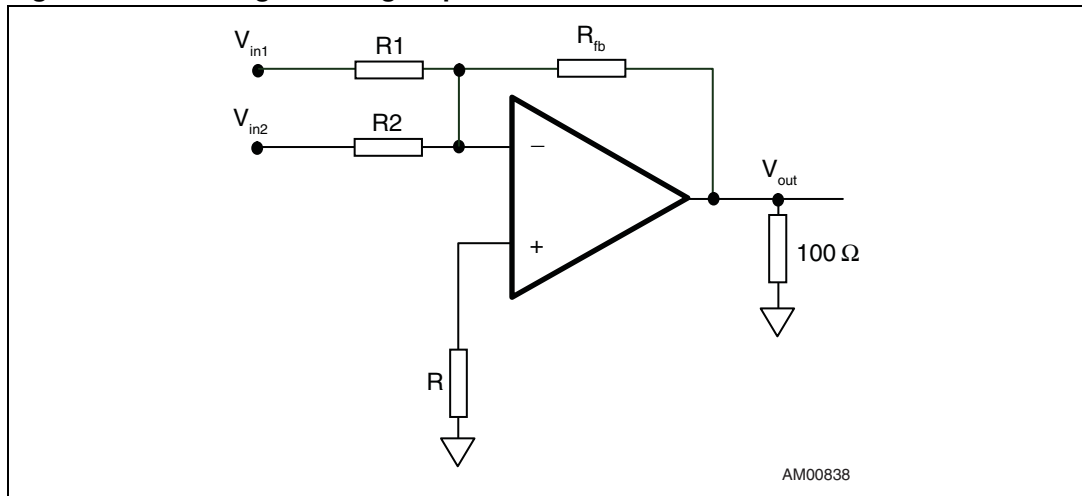 V_in1
R1
R_fb
V_in2
R2
−
V_out
+
100 Ω
R
AM00838